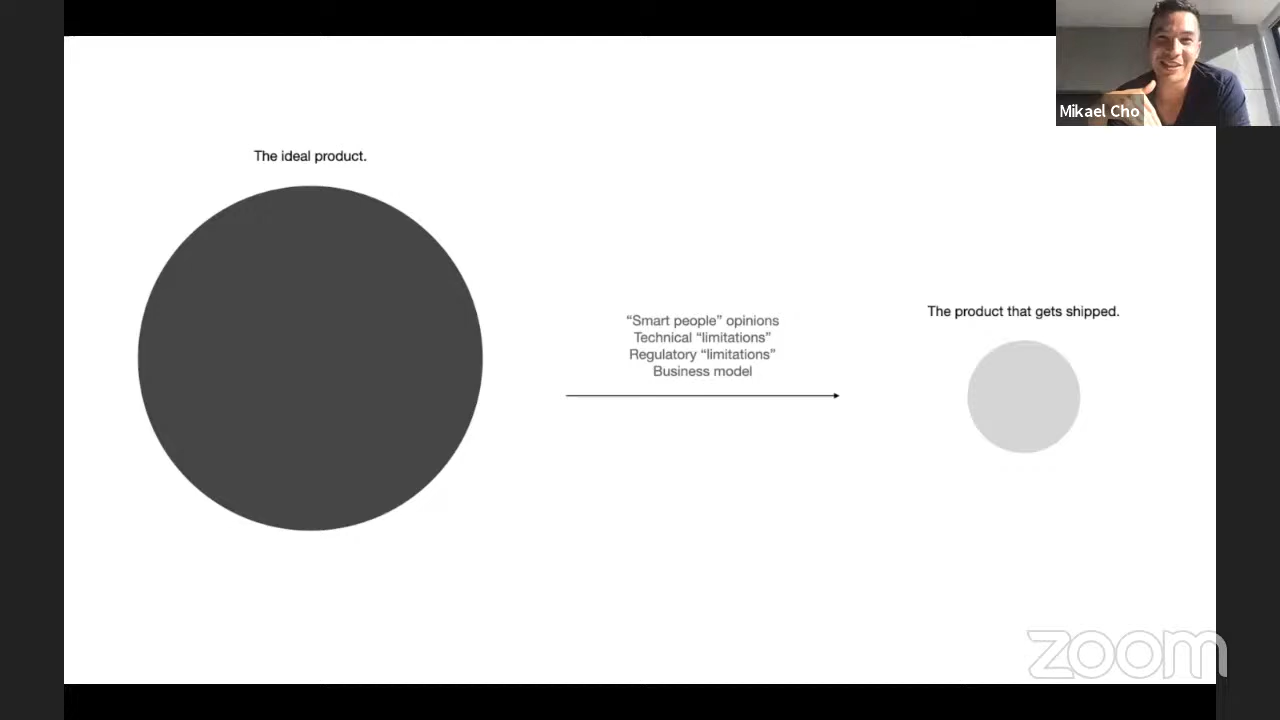 Mikael Cho
The ideal product.
“Smart people” opinions
Technical “limitations”
Regulatory “limitations”
Business model
The product that gets shipped.
zoom